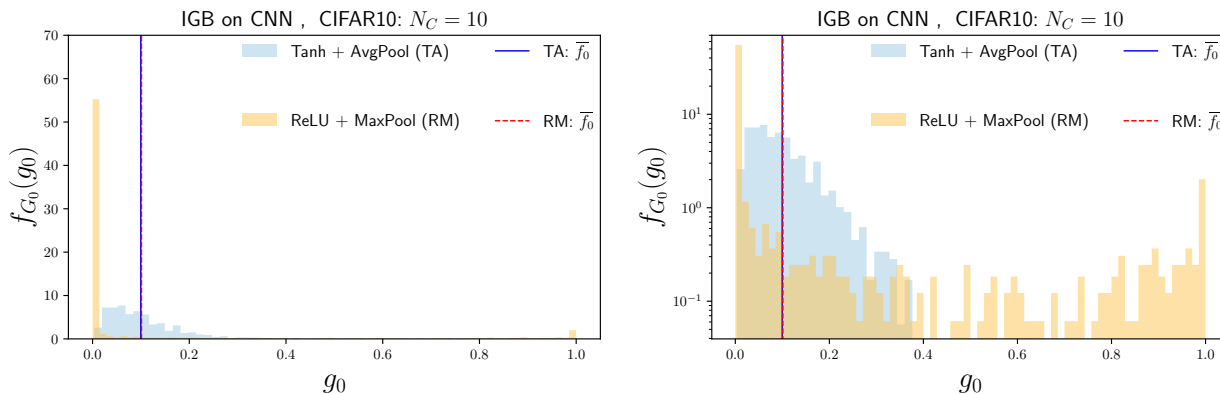 IGB on CNN , CIFAR10: $N_C = 10$
70
60
50
40
30
20
10
0
$f_{G_0}(g_0)$
Tanh + AvgPool (TA)
ReLU + MaxPool (RM)
TA: $\overline{f_0}$
RM: $\overline{f_0}$
0.0 0.2 0.4 0.6 0.8 1.0
$g_0$
IGB on CNN , CIFAR10: $N_C = 10$
$10^1$
$10^0$
$10^{-1}$
$f_{G_0}(g_0)$
Tanh + AvgPool (TA)
ReLU + MaxPool (RM)
TA: $\overline{f_0}$
RM: $\overline{f_0}$
0.0 0.2 0.4 0.6 0.8 1.0
$g_0$